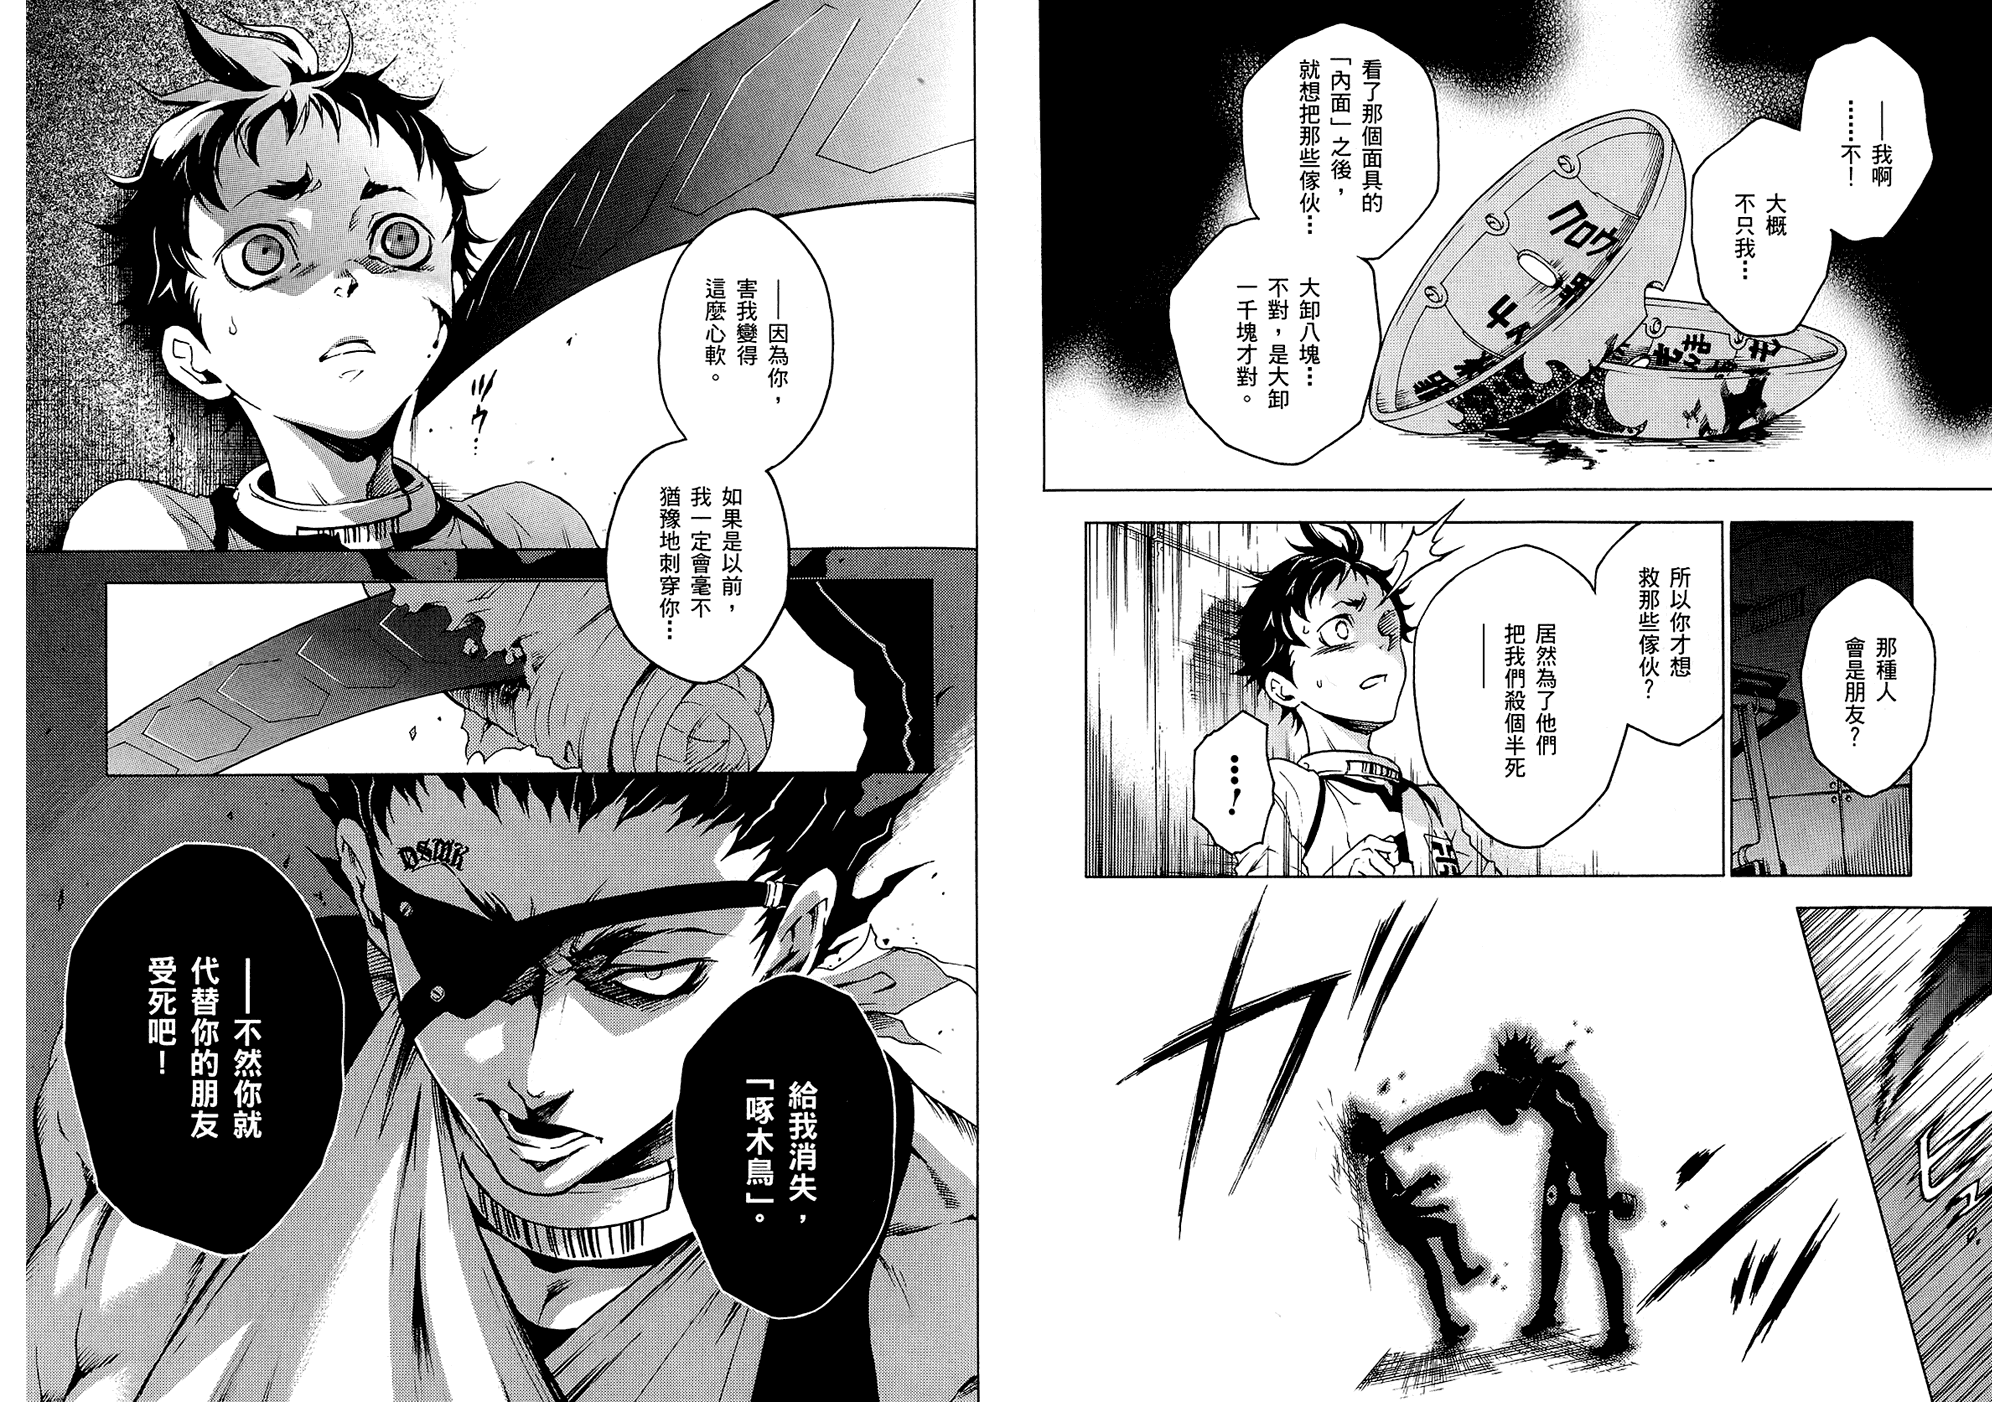 ——我啊
……不！
大概
不只我…
看了那個面具的
「內面」之後，
就想把那些傢伙…
大卸八塊…
不對，是大卸
一千塊才對。
クロウ
那種人
會是朋友？
所以你才想
救那些傢伙？
居然為了他們
把我們殺個半死
——
…！
ガッ
——因為你，
害我變得
這麼心軟。
如果是以前，
我一定會毫不
猶豫地刺穿你…
DSMK
給我消失，
「啄木鳥」。
——不然你就
代替你的朋友
受死吧！